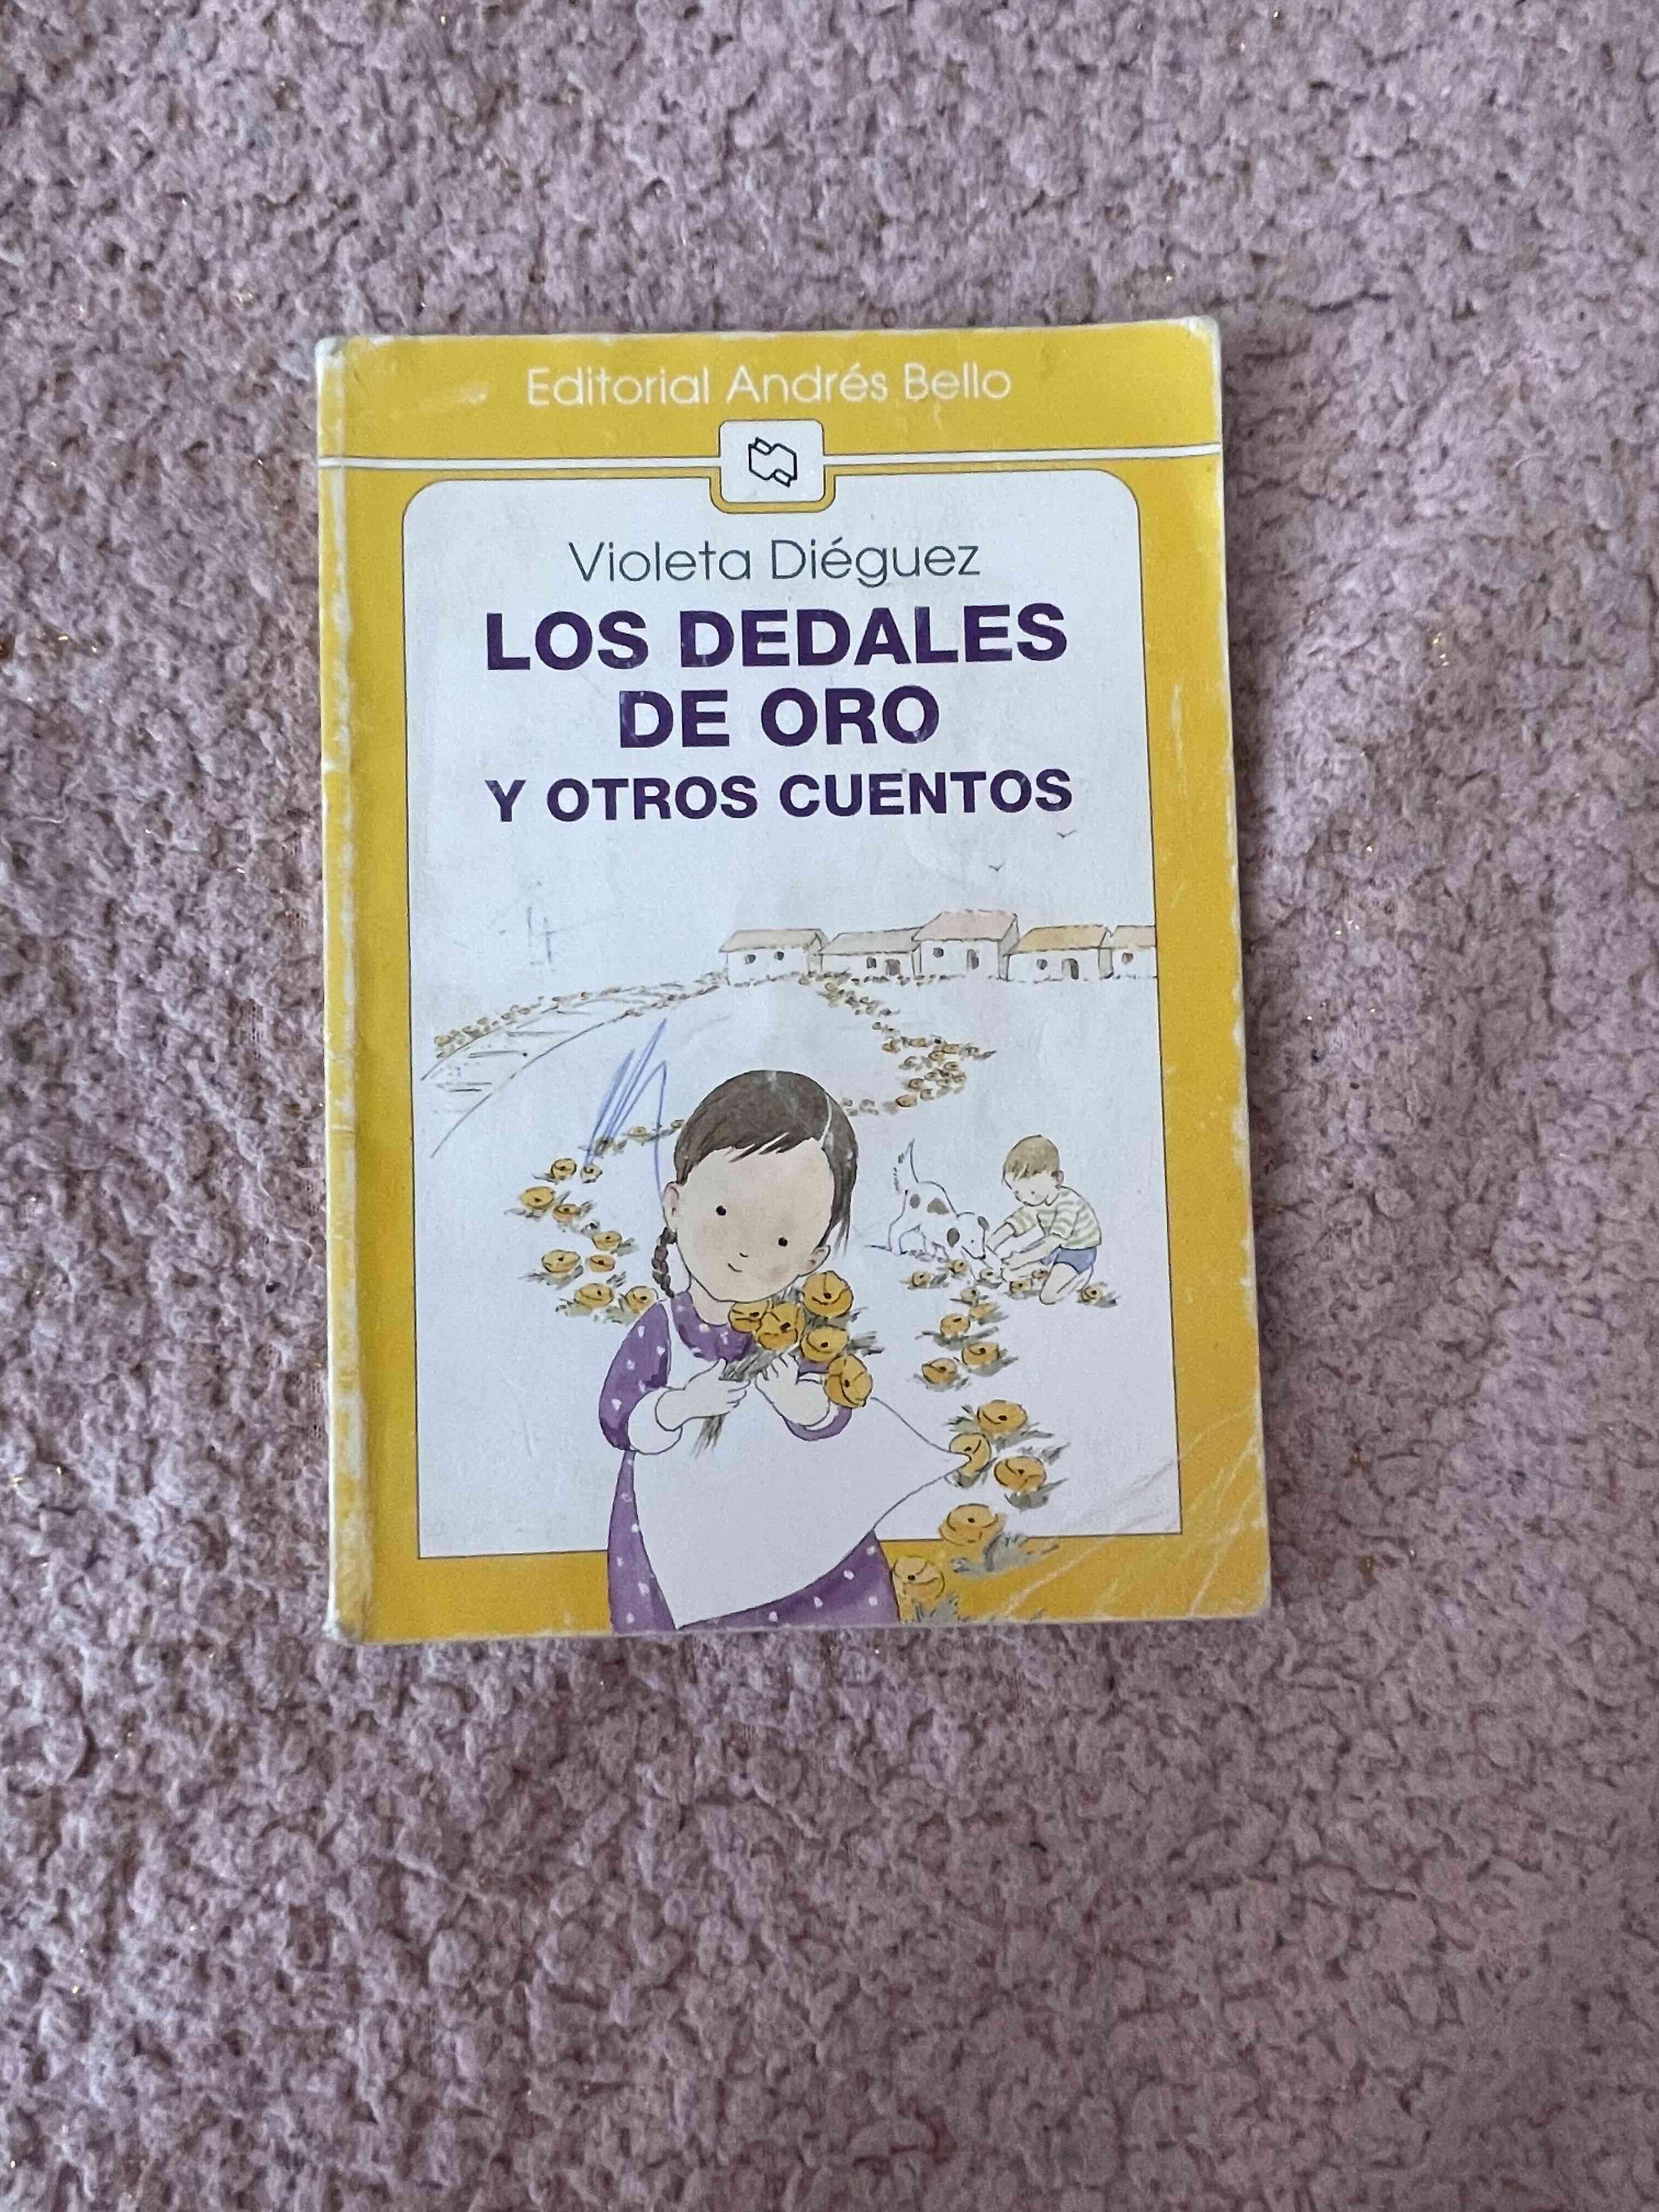 Editorial Andrés Bello
Violeta Diéguez
LOS DEDALES
DE ORO
Y OTROS CUENTOS